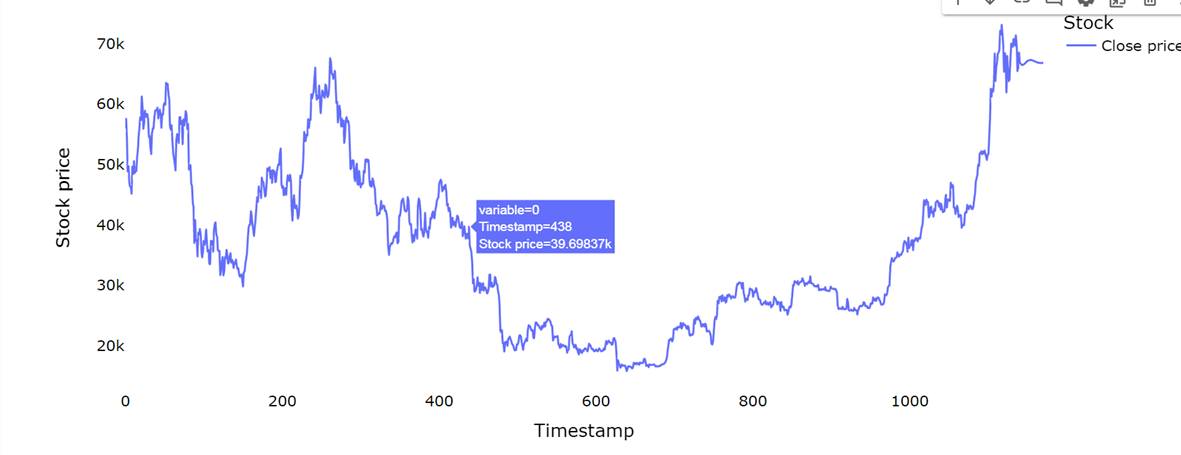 Stock
Close price
70k
60k
50k
40k
30k
20k
Stock price
variable=0
Timestamp=438
Stock price=39.69837k
0 200 400 600 800 1000
Timestamp